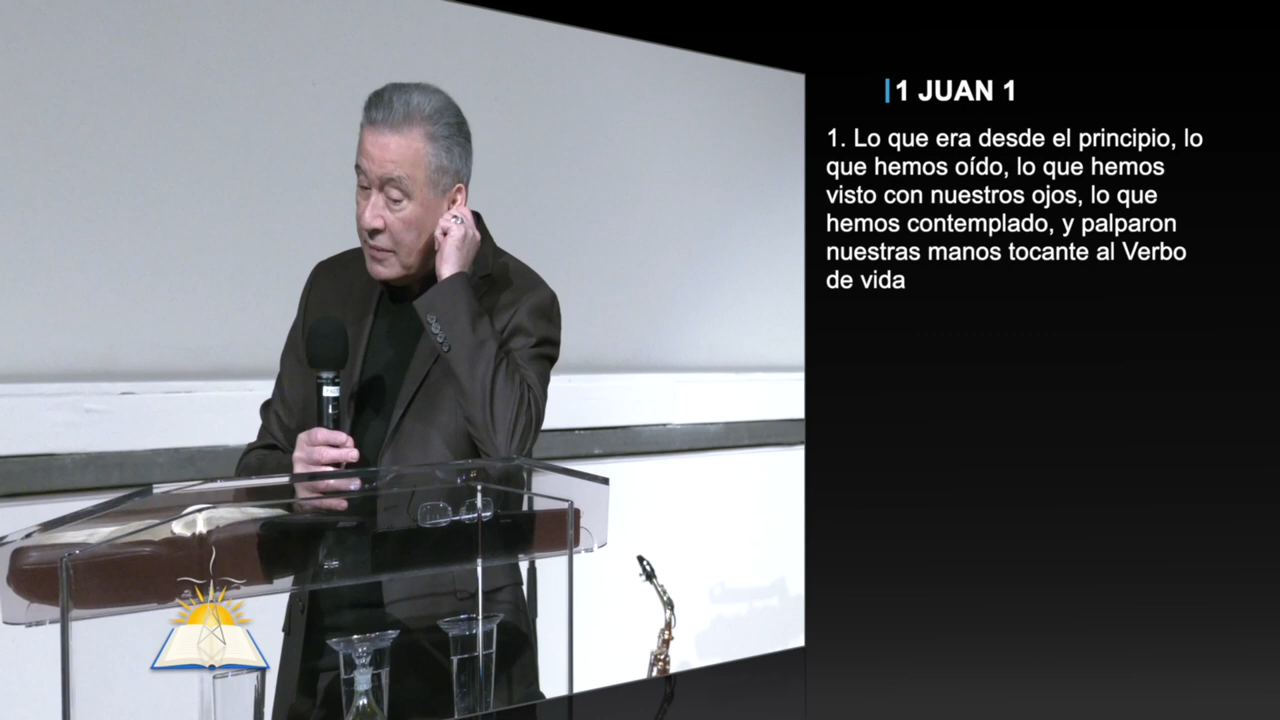 1 JUAN 1
1. Lo que era desde el principio, lo
que hemos oído, lo que hemos
visto con nuestros ojos, lo que
hemos contemplado, y palparon
nuestras manos tocante al Verbo
de vida